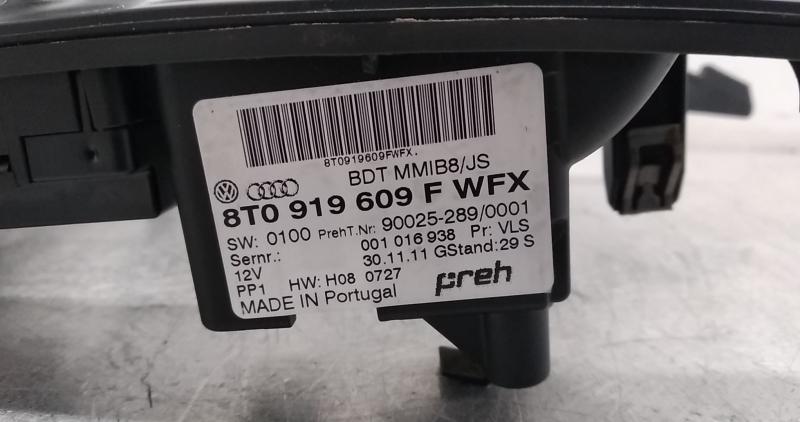 8T0919609FWFX.
BDT MMIB8/JS
8T0 919 609 F WFX
SW: 0100 PrehT.Nr: 90025-289/0001
Sernr.: 001 016 938 Pr: VLS
12V 30.11.11 GStand: 29 S
PP1 HW: H08 0727
preh
MADE IN Portugal